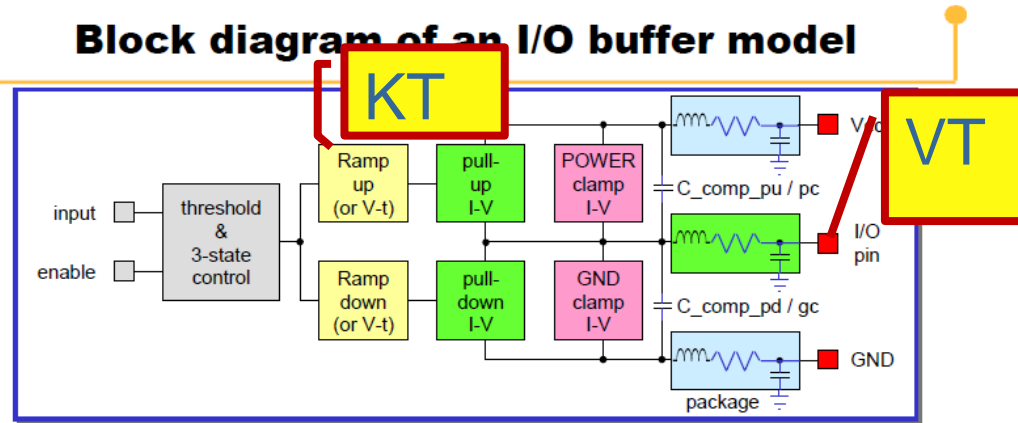 Block diagram of an I/O buffer model
KT
VT
input
enable
threshold
&
3-state
control
Ramp
up
(or V-t)
pull-
up
I-V
POWER
clamp
I-V
C_comp_pu / pc
I/O
pin
Ramp
down
(or V-t)
pull-
down
I-V
GND
clamp
I-V
C_comp_pd / gc
GND
package